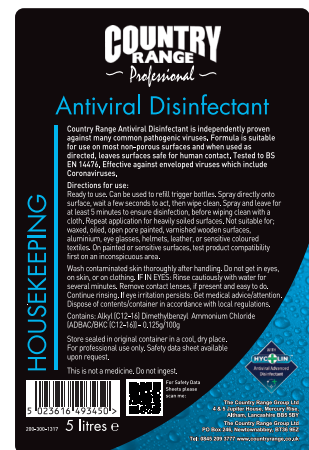 COUNTRY
RANGE
Professional
Antiviral Disinfectant
HOUSEKEEPING
Country Range Antiviral Disinfectant is independently proven
against many common pathogenic viruses. Formula is suitable
for use on most non-porous surfaces and when used as
directed, leaves surfaces safe for human contact, Tested to BS
EN 14476, Effective against enveloped viruses which include
Coronaviruses,
Directions for use:
Ready to use. Can be used to refill trigger bottles. Spray directly onto
surface, wait a few seconds to act, then wipe clean. Spray and leave for
at least 5 minutes to ensure disinfection, before wiping clean with a
cloth. Repeat application for heavily soiled surfaces. Not suitable for;
waxed, oiled, open pore painted, varnished wooden surfaces,
aluminium, eye glasses, helmets, leather, or sensitive coloured
textiles. On painted or sensitive surfaces, test product compatibility
first on an inconspicuous area.
Wash contaminated skin thoroughly after handling. Do not get in eyes,
on skin, or on clothing. IF IN EYES: Rinse cautiously with water for
several minutes. Remove contact lenses, if present and easy to do.
Continue rinsing. If eye irritation persists: Get medical advice/attention.
Dispose of contents/container in accordance with local regulations.
Contains: Alkyl (C12-16) Dimethylbenzyl Ammonium Chloride
(ADBAC/BKC (C12-16)) - 0.125g/100g
Store sealed in original container in a cool, dry place.
For professional use only, Safety data sheet available
upon request.
This is not a medicine, Do not ingest.
5 023616 493450 >
200-300-1317
5 litres e
For Safety Data
Sheets please
scan me:
WITH
HYCOLIN
Antiviral Advanced
Disinfectant
The Country Range Group Ltd
4 & 5 Jupiter House, Mercury Rise,
Altham, Lancashire BB5 5BY
The Country Range Group Ltd
PO Box 246, Newtownabbey, BT36 9EZ
Tel: 0845 209 3777 www.countryrange.co.uk